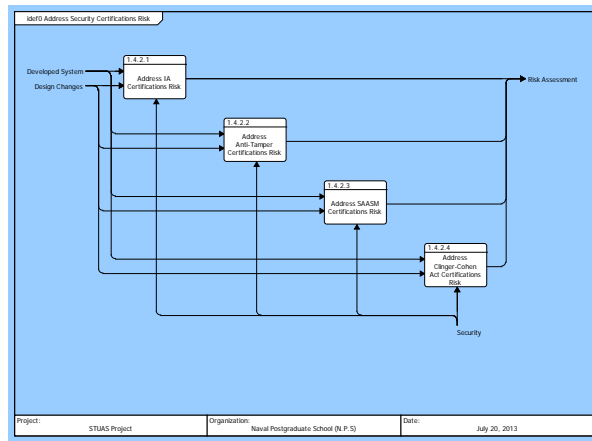 idef0 Address Security Certifications Risk
1.4.2.1
Address IA
Certifications Risk
Developed System
Design Changes
Risk Assessment
1.4.2.2
Address
Anti-Tamper
Certifications Risk
1.4.2.3
Address SAASM
Certifications Risk
1.4.2.4
Address
Clinger-Cohen
Act Certifications
Risk
Security
Project:
STUAS Project
Organization:
Naval Postgraduate School (N.P.S)
Date:
July 20, 2013